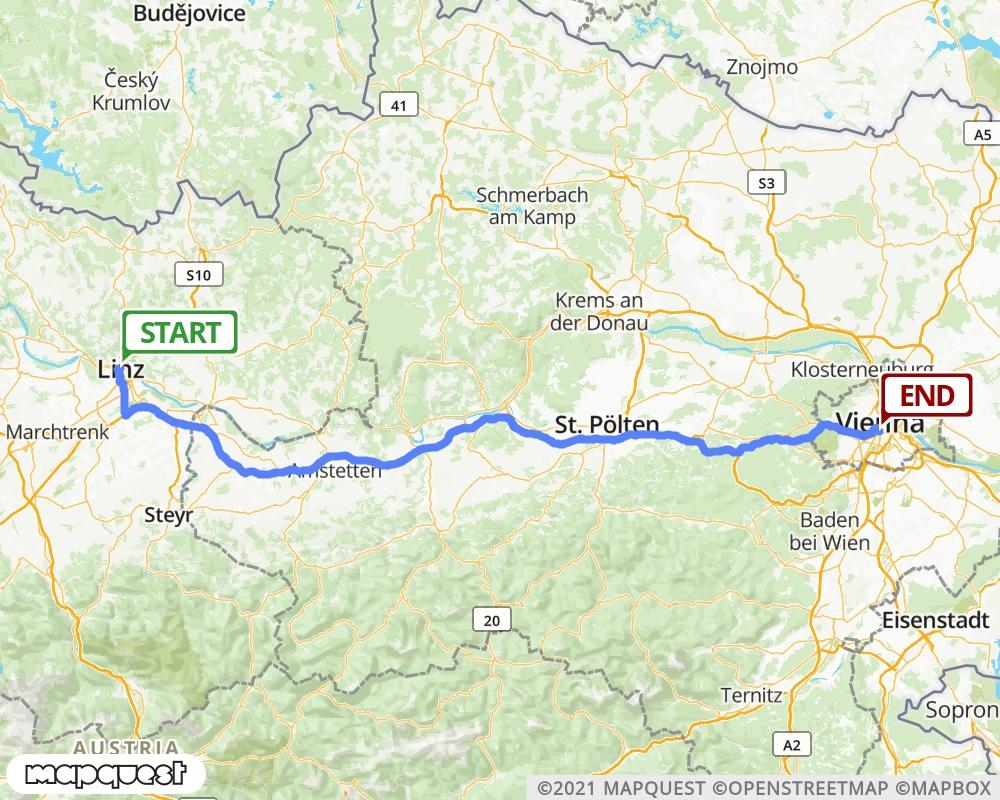 Budějovice
Český
Krumlov
Znojmo
41
A5
S3
Schmerbach
am Kamp
S10
Krems an
der Donau
START
Linz
Klosterneuburg
END
Marchtrenk
St. Pölten
Vienna
Amstetten
Steyr
Baden
bei Wien
20
Eisenstadt
Ternitz
Sopron
A2
AUSTRIA
mapquest
©2021 MAPQUEST ©OPENSTREETMAP ©MAPBOX